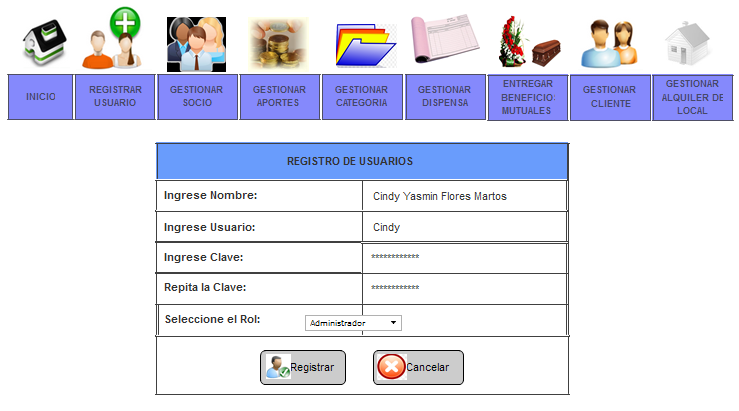 INICIO
REGISTRAR
USUARIO
GESTIONAR
SOCIO
GESTIONAR
APORTES
GESTIONAR
CATEGORIA
GESTIONAR
DISPENSA
ENTREGAR
BENEFICIO:
MUTUALES
GESTIONAR
CLIENTE
GESTIONAR
ALQUILER DE
LOCAL
REGISTRO DE USUARIOS
Ingrese Nombre: Cindy Yasmin Flores Martos
Ingrese Usuario: Cindy
Ingrese Clave: ************
Repita la Clave: ************
Seleccione el Rol: Administrador
Registrar Cancelar